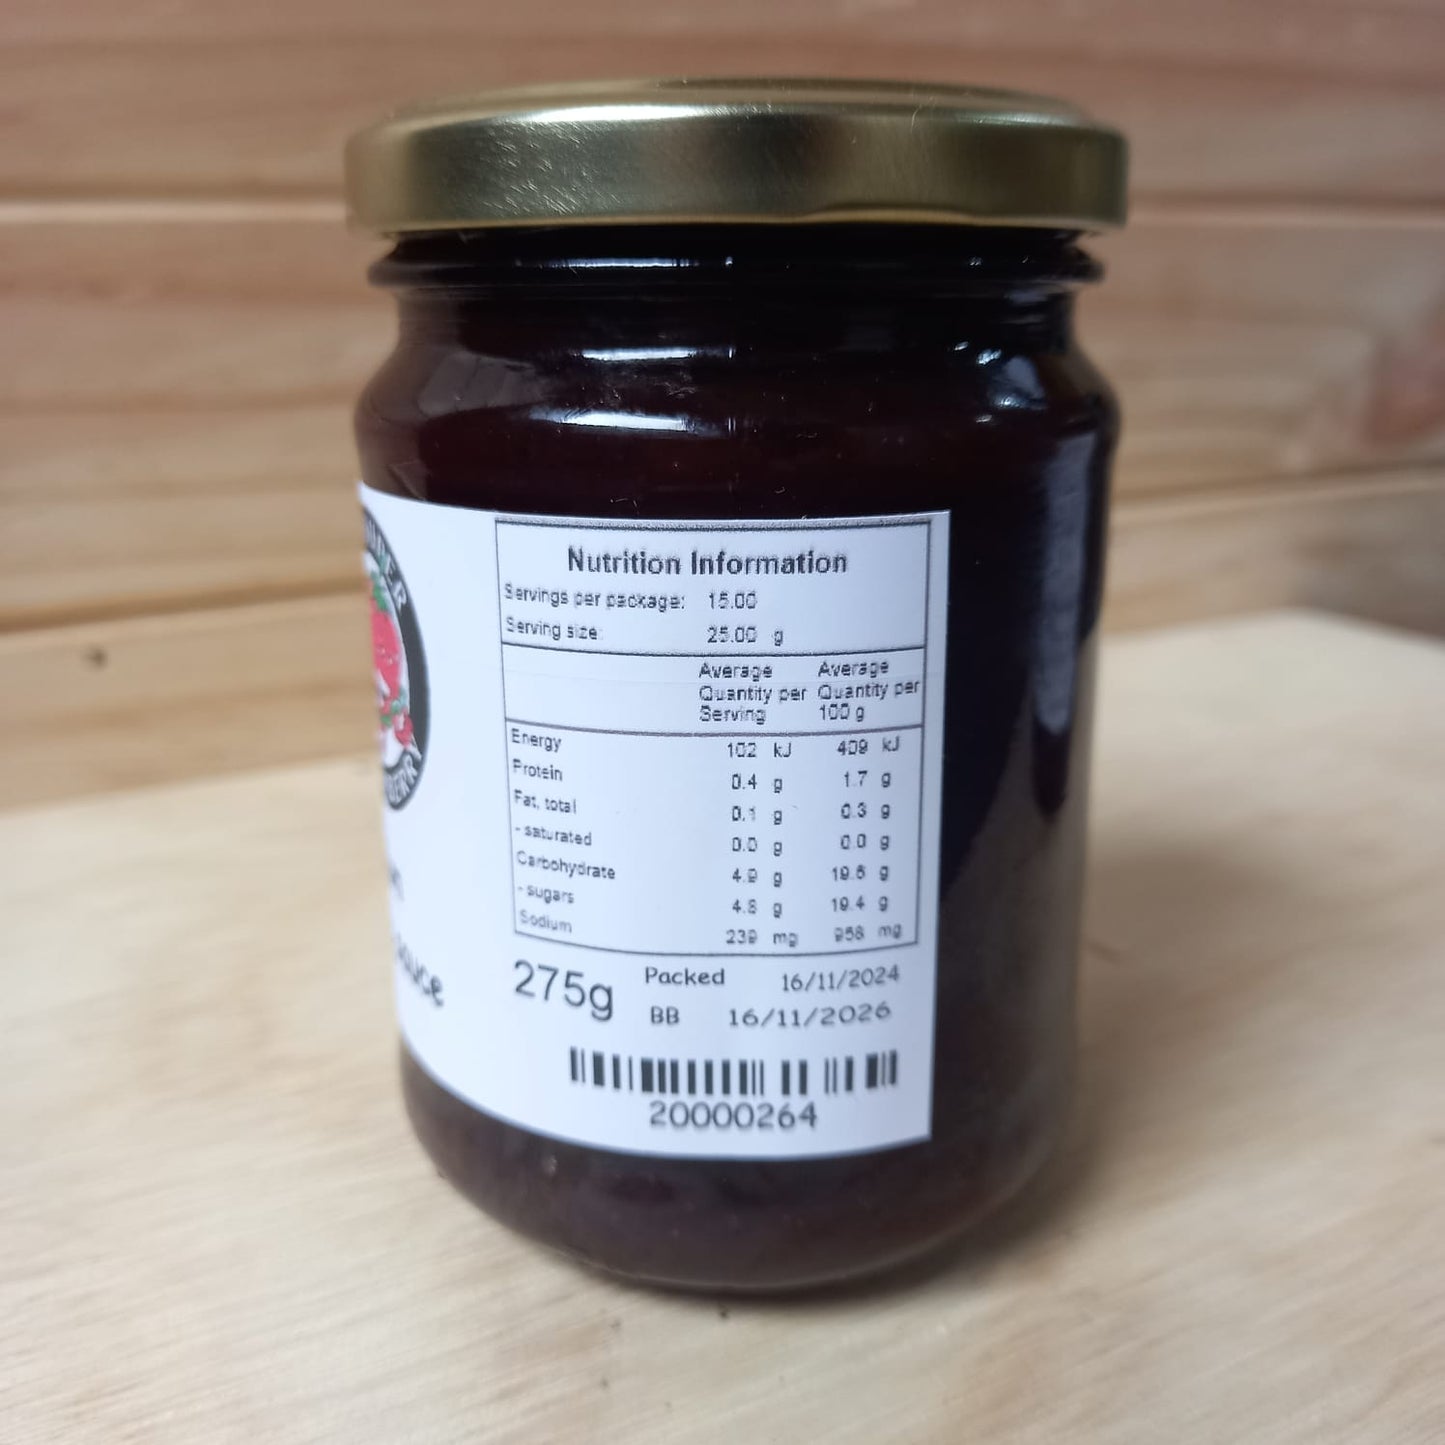 Nutrition Information
Servings per package: 15.00
Serving size: 25.00 g
Average Average
Quantity per Quantity per
Serving 100 g
Energy 102 kJ 409 kJ
Protein 0.4 g 1.7 g
Fat, total 0.1 g 0.3 g
- saturated 0.0 g 0.0 g
Carbohydrate 4.9 g 19.6 g
- sugars 4.8 g 19.4 g
Sodium 239 mg 958 mg
sauce
275g Packed 16/11/2024
BB 16/11/2026
20000264